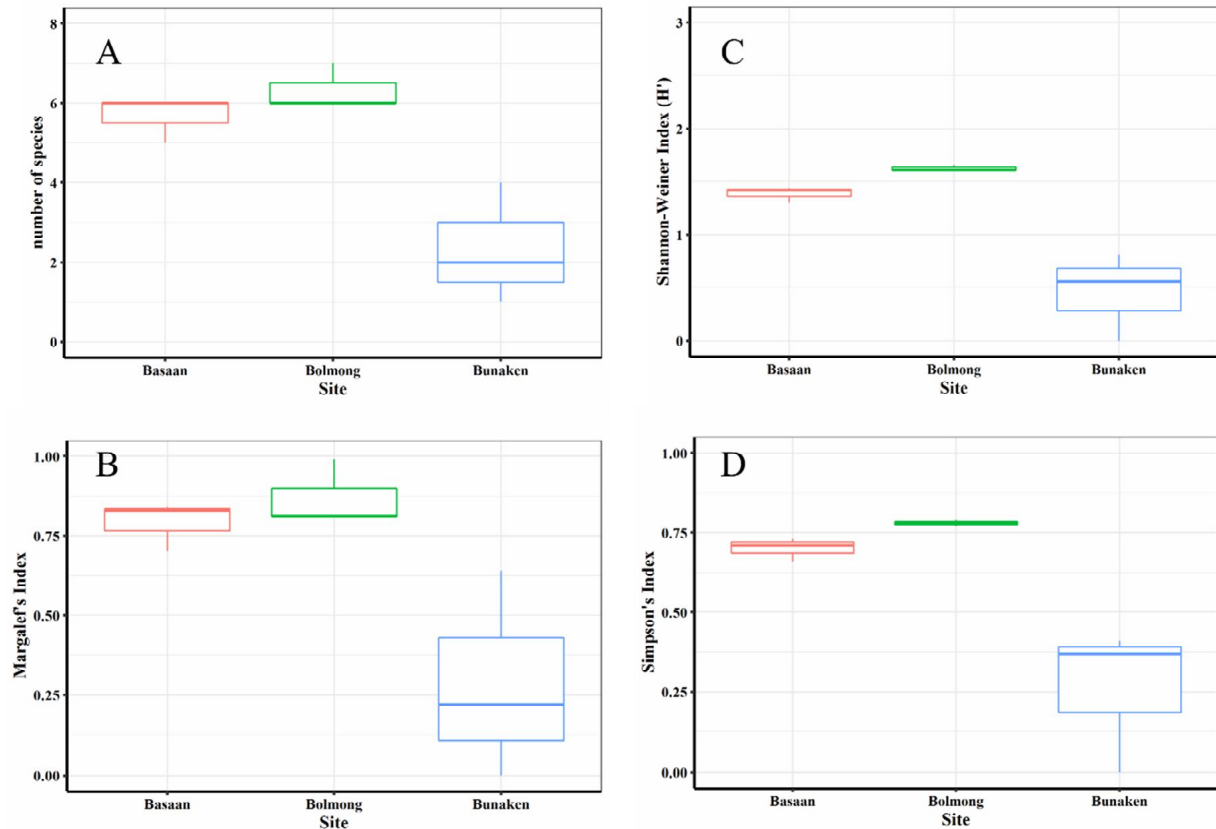 A
number of species
8
6
4
2
0
Basaan Bolmong Bunaken
Site
C
Shannon-Weiner Index (H')
3
2
1
0
Basaan Bolmong Bunaken
Site
B
Margalef's Index
1.00
0.75
0.50
0.25
0.00
Basaan Bolmong Bunaken
Site
D
Simpson's Index
1.00
0.75
0.50
0.25
0.00
Basaan Bolmong Bunaken
Site